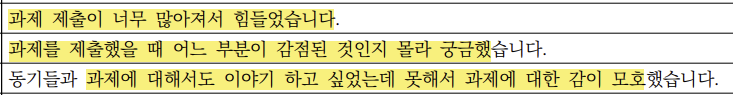 과제 제출이 너무 많아져서 힘들었습니다.
과제를 제출했을 때 어느 부분이 감점된 것인지 몰라 궁금했습니다.
동기들과 과제에 대해서도 이야기 하고 싶었는데 못해서 과제에 대한 감이 모호했습니다.